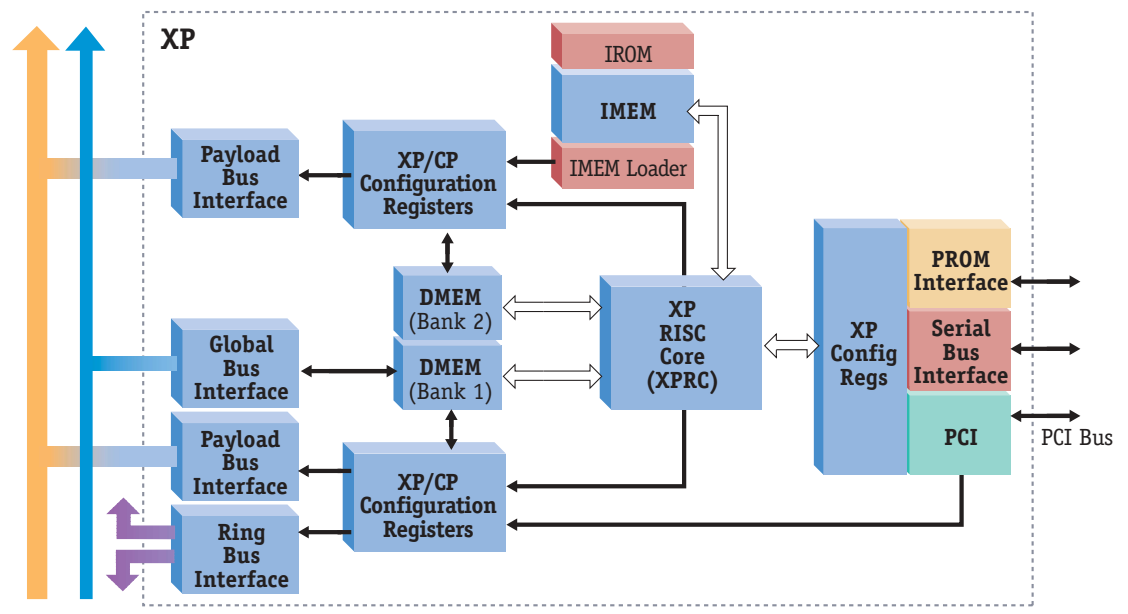 XP
IROM
IMEM
IMEM Loader
Payload
Bus
Interface
XP/CP
Configuration
Registers
DMEM
(Bank 2)
DMEM
(Bank 1)
Global
Bus
Interface
XP
RISC
Core
(XPRC)
XP
Config
Regs
PROM
Interface
Serial
Bus
Interface
PCI
PCI Bus
Payload
Bus
Interface
XP/CP
Configuration
Registers
Ring
Bus
Interface